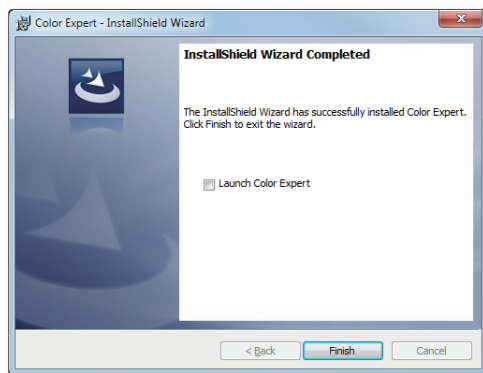 Color Expert - InstallShield Wizard
InstallShield Wizard Completed
The InstallShield Wizard has successfully installed Color Expert.
Click Finish to exit the wizard.
Launch Color Expert
< Back
Finish
Cancel